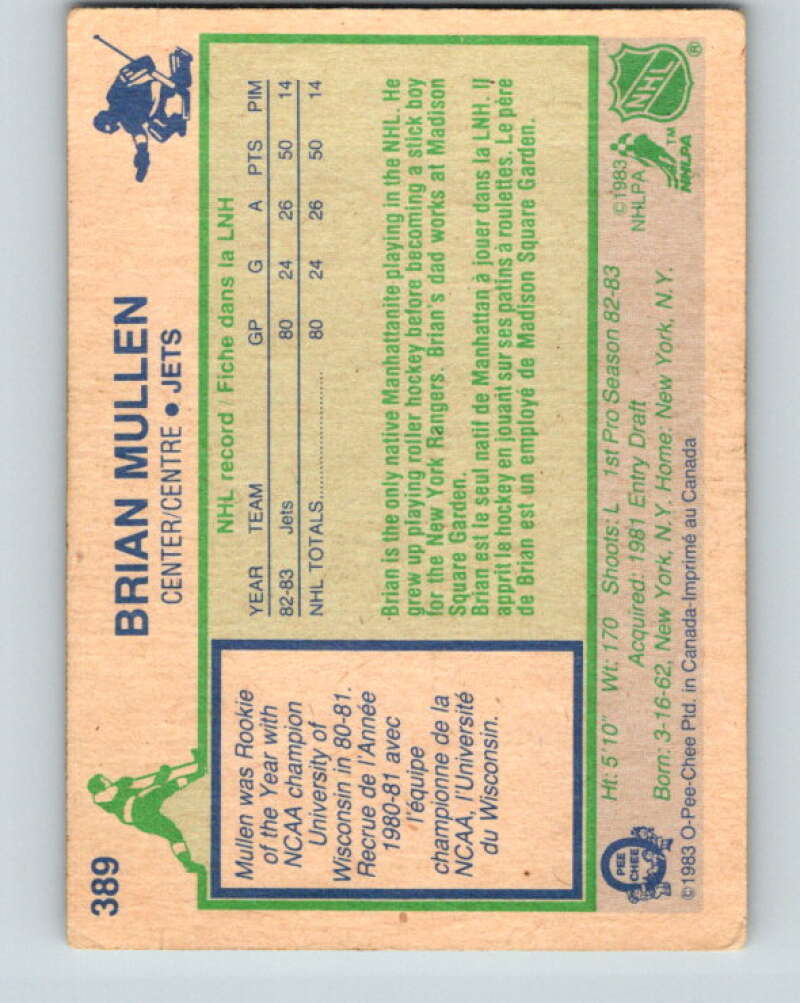 389
BRIAN MULLEN
CENTER/CENTRE • JETS
Mullen was Rookie
of the Year with
NCAA champion
University of
Wisconsin in 80-81.
Recrue de l'Année
1980-81 avec
l'équipe
championne de la
NCAA, l'Université
du Wisconsin.
NHL record / Fiche dans la LNH
YEAR TEAM GP G A PTS PIM
82-83 Jets 80 24 26 50 14
NHL TOTALS.............................. 80 24 26 50 14
Brian is the only native Manhattanite playing in the NHL. He
grew up playing roller hockey before becoming a stick boy
for the New York Rangers. Brian's dad works at Madison
Square Garden.
Brian est le seul natif de Manhattan à jouer dans la LNH. Il
apprit le hockey en jouant sur ses patins à roulettes. Le père
de Brian est un employé de Madison Square Garden.
O PEE CHEE
Ht: 5'10" Wt: 170 Shoots: L 1st Pro Season 82-83
Acquired: 1981 Entry Draft
Born: 3-16-62, New York, N.Y. Home: New York, N.Y.
©1983 O-Pee-Chee Ptd. in Canada-Imprimé au Canada
©1983
NHLPA
NHL ®
NHLPA™